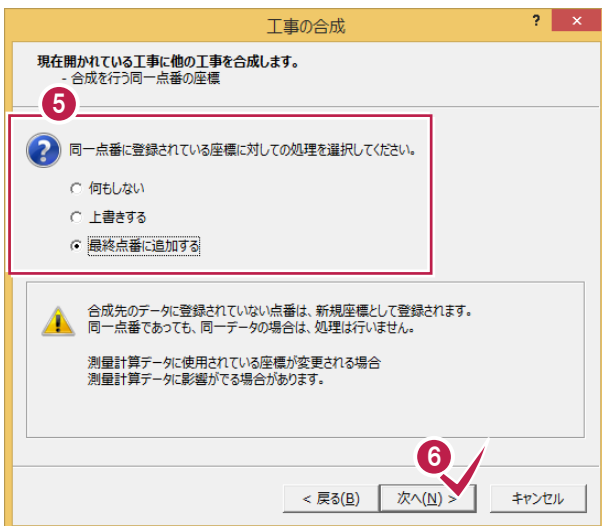 工事の合成
? ×
現在開かれている工事に他の工事を合成します。
- 合成を行う同一点番の座標
5
同一点番に登録されている座標に対しての処理を選択してください。
何もしない
上書きする
最終点番に追加する
合成先のデータに登録されていない点番は、新規座標として登録されます。
同一点番であっても、同一データの場合は、処理は行いません。
測量計算データに使用されている座標が変更される場合
測量計算データに影響がでる場合があります。
6
< 戻る(B) 次へ(N) > キャンセル